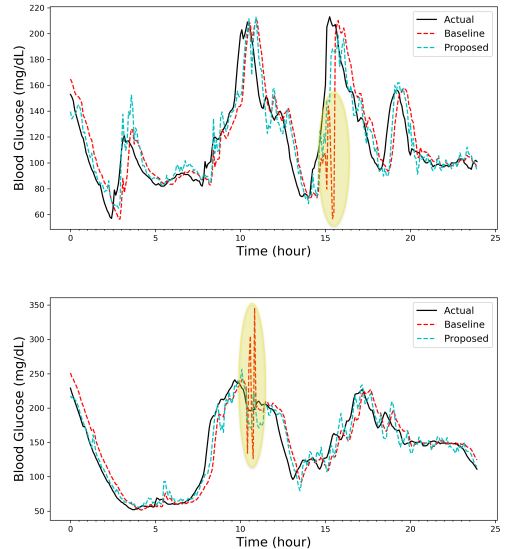 220
200
180
160
140
120
100
80
60
Blood Glucose (mg/dL)
Actual
Baseline
Proposed
0
5
10
15
20
25
Time (hour)
350
300
250
200
150
100
50
Blood Glucose (mg/dL)
Actual
Baseline
Proposed
0
5
10
15
20
25
Time (hour)